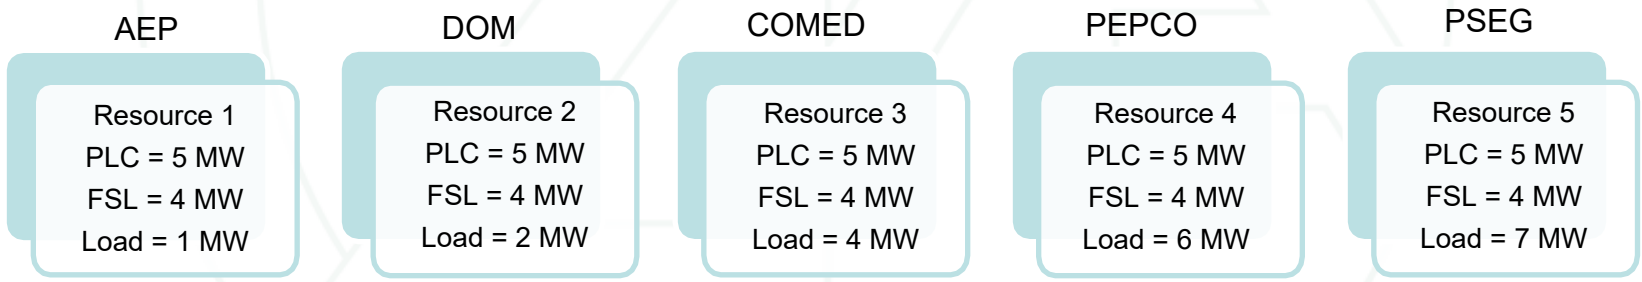 AEP
Resource 1
PLC = 5 MW
FSL = 4 MW
Load = 1 MW
DOM
Resource 2
PLC = 5 MW
FSL = 4 MW
Load = 2 MW
COMED
Resource 3
PLC = 5 MW
FSL = 4 MW
Load = 4 MW
PEPCO
Resource 4
PLC = 5 MW
FSL = 4 MW
Load = 6 MW
PSEG
Resource 5
PLC = 5 MW
FSL = 4 MW
Load = 7 MW